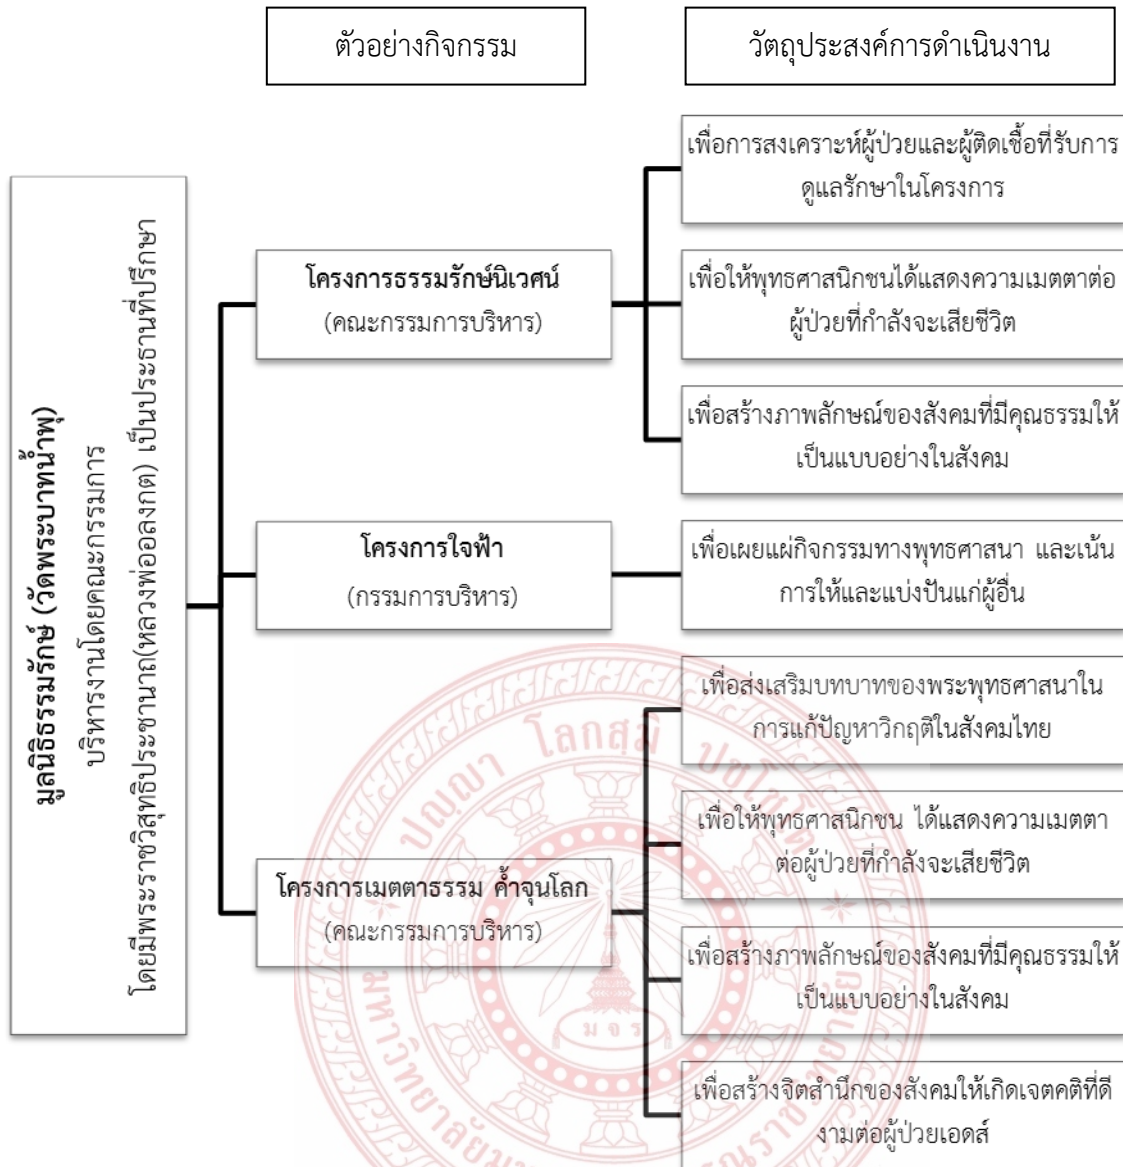 ตัวอย่างกิจกรรม
วัตถุประสงค์การดำเนินงาน
มูลนิธิธรรมรักษ์ (วัดพระบาทน้ำพุ)
บริหารงานโดยคณะกรรมการ
โดยมีพระราชวิสุทธิประชานาถ(หลวงพ่ออลงกต) เป็นประธานที่ปรึกษา
โครงการธรรมรักษ์นิเวศน์
(คณะกรรมการบริหาร)
เพื่อการสงเคราะห์ผู้ป่วยและผู้ติดเชื้อที่รับการ
ดูแลรักษาในโครงการ
เพื่อให้พุทธศาสนิกชนได้แสดงความเมตตาต่อ
ผู้ป่วยที่กำลังจะเสียชีวิต
เพื่อสร้างภาพลักษณ์ของสังคมที่มีคุณธรรมให้
เป็นแบบอย่างในสังคม
โครงการใจฟ้า
(กรรมการบริหาร)
เพื่อเผยแผ่กิจกรรมทางพุทธศาสนา และเน้น
การให้และแบ่งปันแก่ผู้อื่น
โครงการเมตตาธรรม ค้ำจุนโลก
(คณะกรรมการบริหาร)
เพื่อส่งเสริมบทบาทของพระพุทธศาสนาใน
การแก้ปัญหาวิกฤติในสังคมไทย
เพื่อให้พุทธศาสนิกชน ได้แสดงความเมตตา
ต่อผู้ป่วยที่กำลังจะเสียชีวิต
เพื่อสร้างภาพลักษณ์ของสังคมที่มีคุณธรรมให้
เป็นแบบอย่างในสังคม
เพื่อสร้างจิตสำนึกของสังคมให้เกิดเจตคติที่ดี
งามต่อผู้ป่วยเอดส์
ปญฺญา โลกสฺมิ ปชฺโชโต
ม จ ร